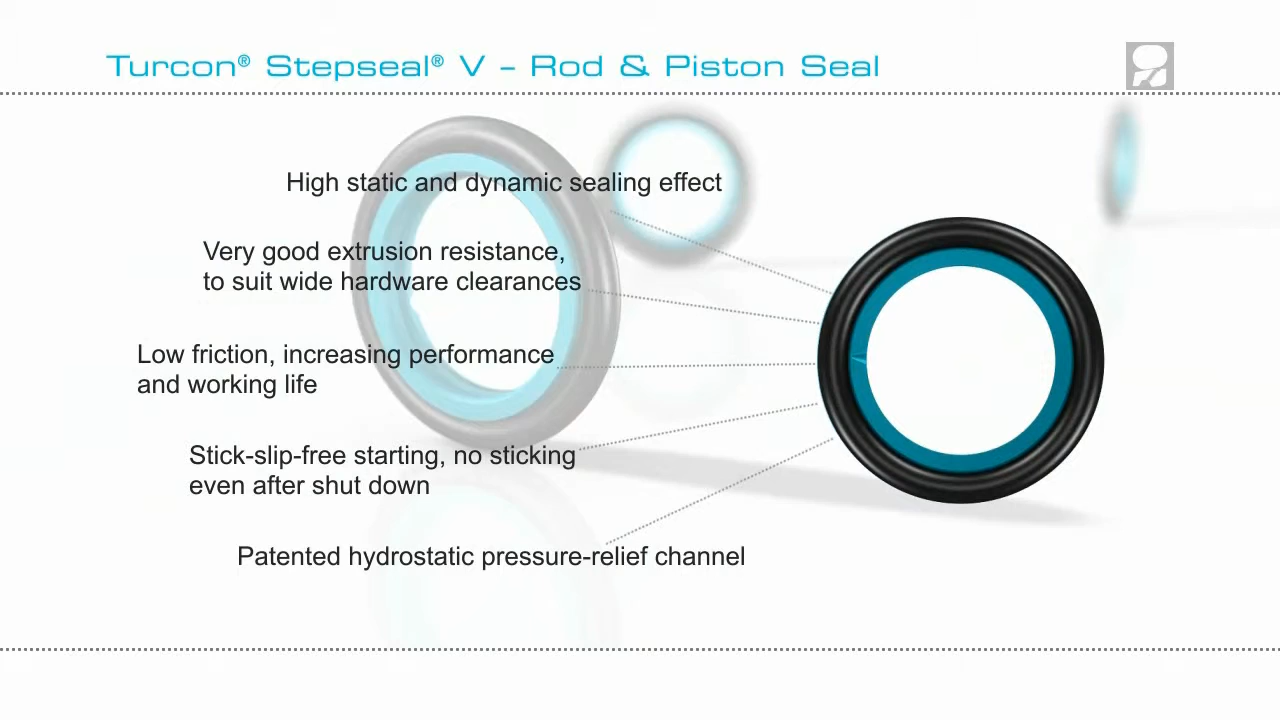 Turcon® Stepseal® V – Rod & Piston Seal
High static and dynamic sealing effect
Very good extrusion resistance,
to suit wide hardware clearances
Low friction, increasing performance
and working life
Stick-slip-free starting, no sticking
even after shut down
Patented hydrostatic pressure-relief channel